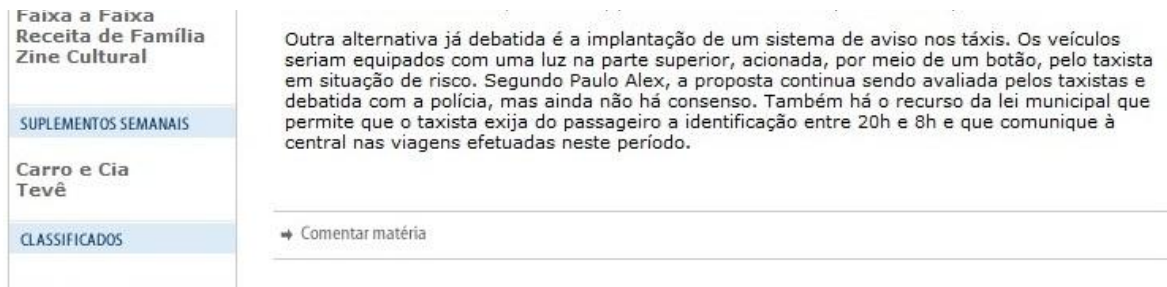 Faixa a Faixa
Receita de Família
Zine Cultural
SUPLEMENTOS SEMANAIS
Carro e Cia
Tevê
CLASSIFICADOS
Outra alternativa já debatida é a implantação de um sistema de aviso nos táxis. Os veículos
seriam equipados com uma luz na parte superior, acionada, por meio de um botão, pelo taxista
em situação de risco. Segundo Paulo Alex, a proposta continua sendo avaliada pelos taxistas e
debatida com a polícia, mas ainda não há consenso. Também há o recurso da lei municipal que
permite que o taxista exija do passageiro a identificação entre 20h e 8h e que comunique à
central nas viagens efetuadas neste período.
Comentar matéria